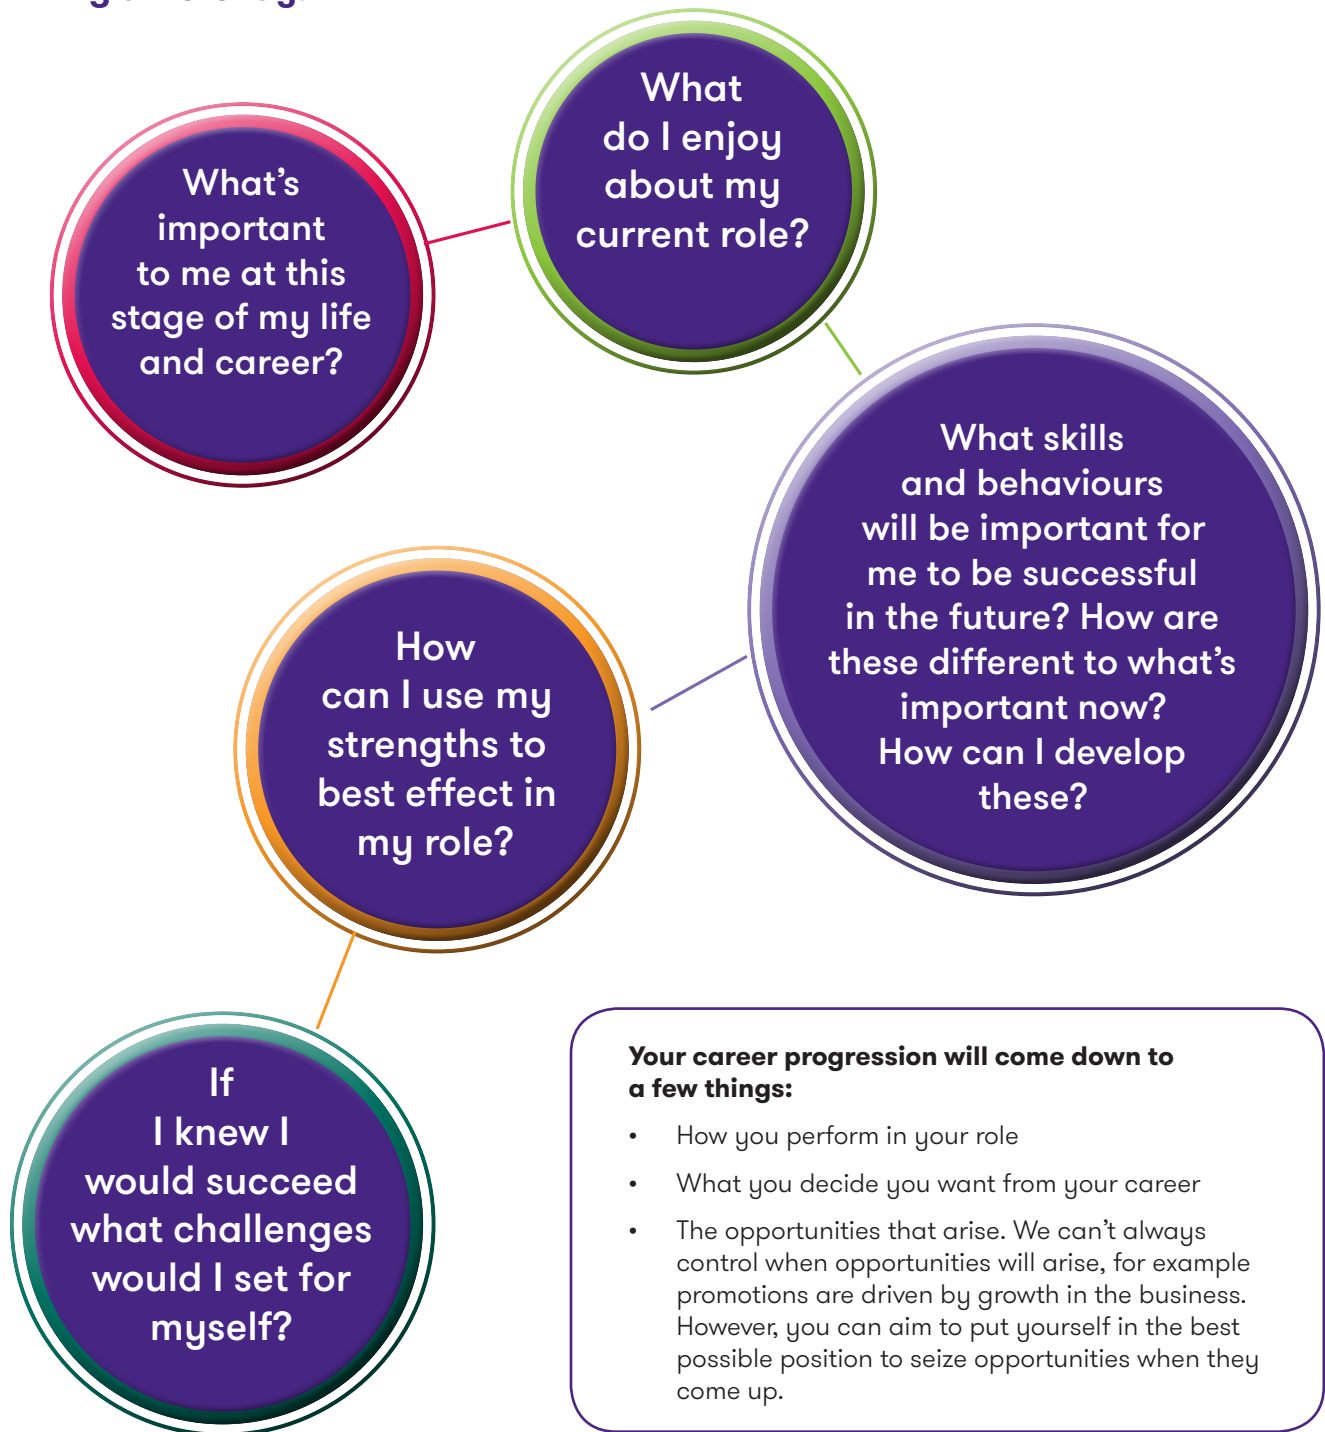 What's
important
to me at this
stage of my life
and career?
What
do I enjoy
about my
current role?
What skills
and behaviours
will be important for
me to be successful
in the future? How are
these different to what's
important now?
How can I develop
these?
How
can I use my
strengths to
best effect in
my role?
If
I knew I
would succeed
what challenges
would I set for
myself?
Your career progression will come down to
a few things:
• How you perform in your role
• What you decide you want from your career
• The opportunities that arise. We can't always
control when opportunities will arise, for example
promotions are driven by growth in the business.
However, you can aim to put yourself in the best
possible position to seize opportunities when they
come up.